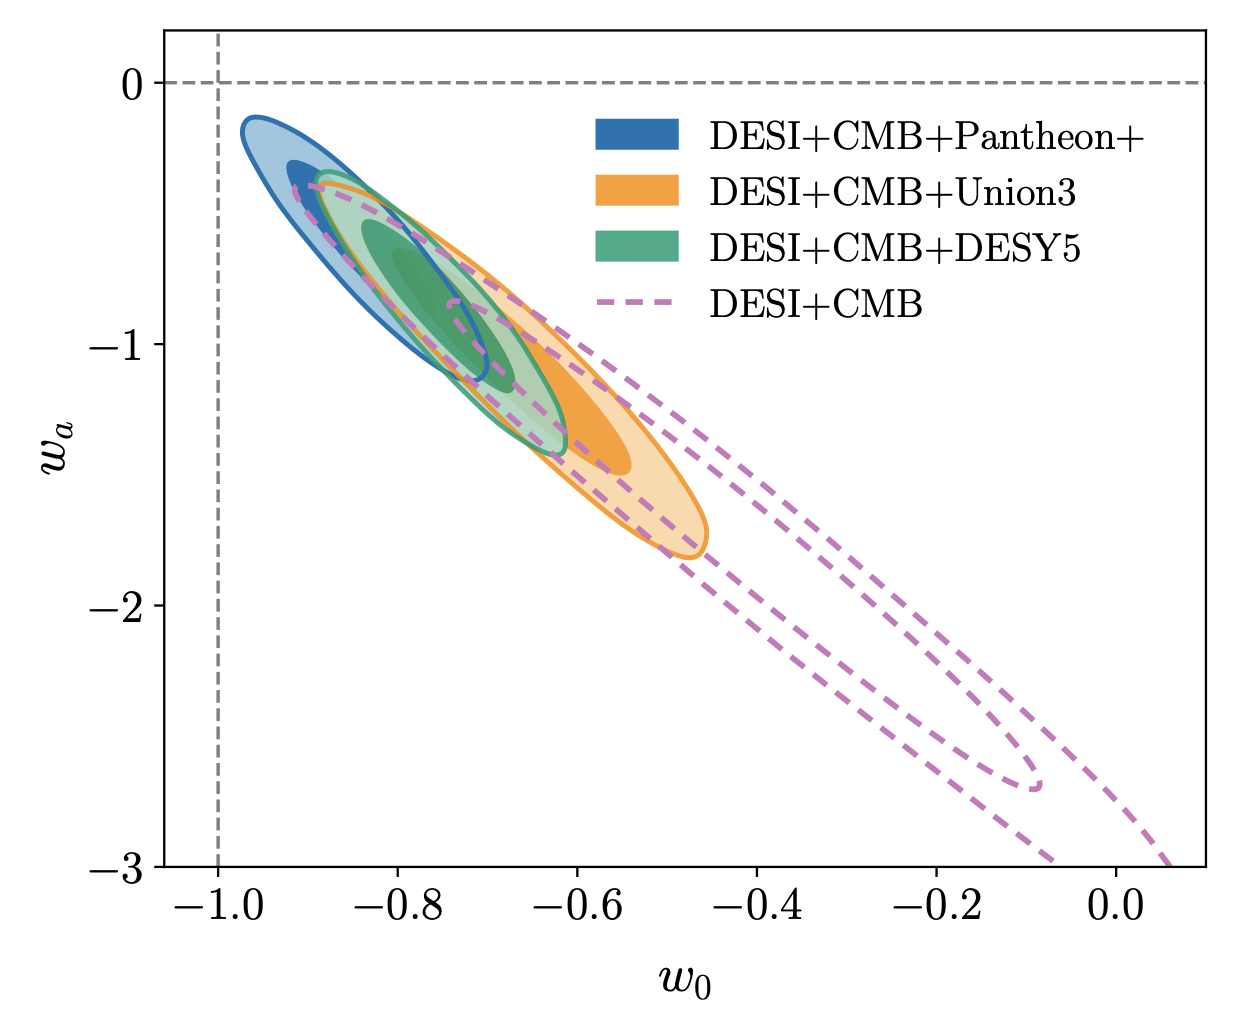 0
−1
−2
−3
w_a
DESI+CMB+Pantheon+
DESI+CMB+Union3
DESI+CMB+DESY5
DESI+CMB
−1.0 −0.8 −0.6 −0.4 −0.2 0.0
w_0